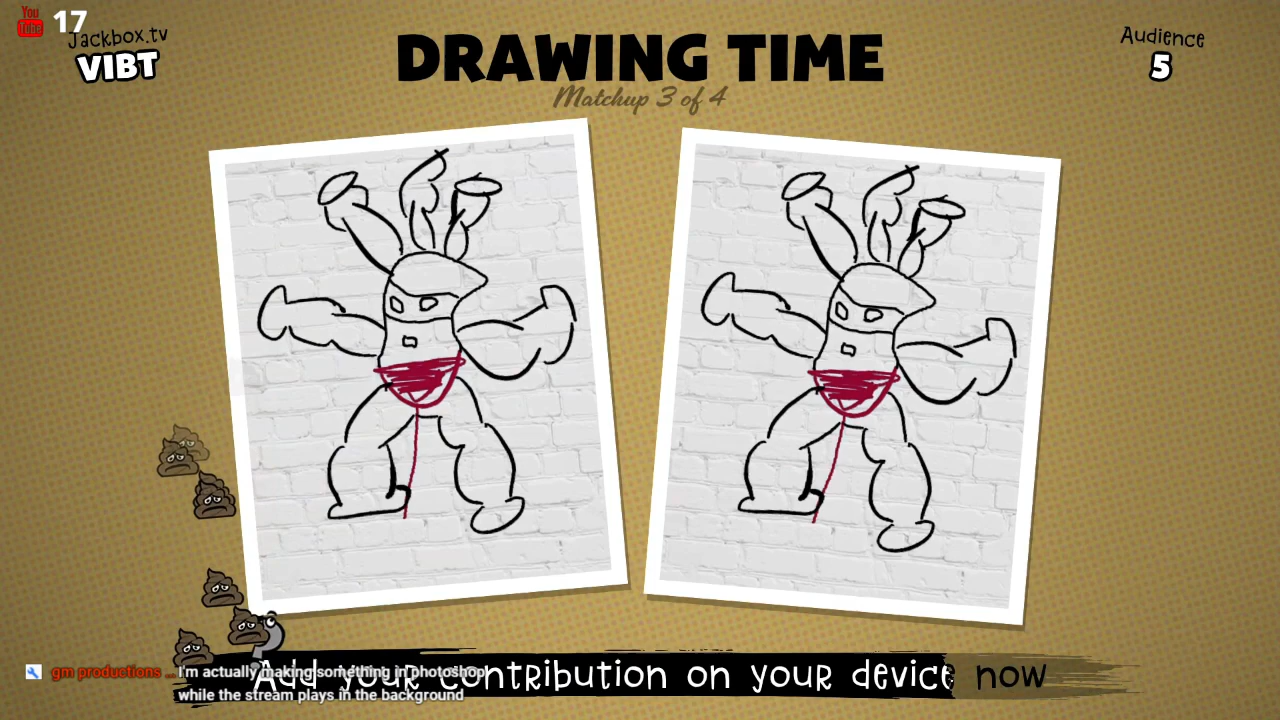 You
Tube
17
Jackbox.tv
VIBT
DRAWING TIME
Matchup 3 of 4
Audience
5
Add your contribution on your device now
gm productions ... I'm actually making something in photoshop
while the stream plays in the background